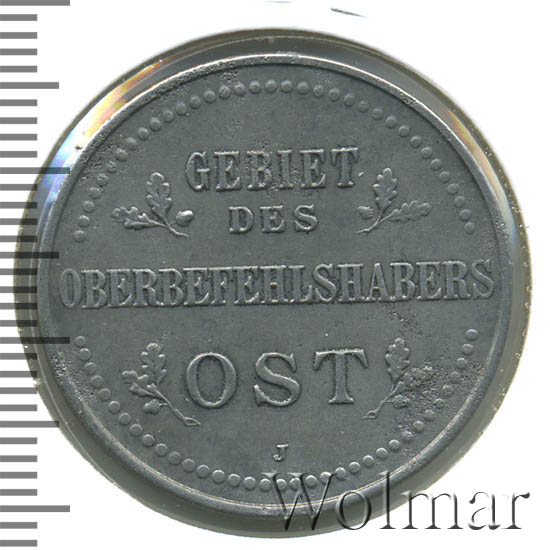 GEBIET
DES
OBERBEFEHLSHABERS
OST
J
Wolmar